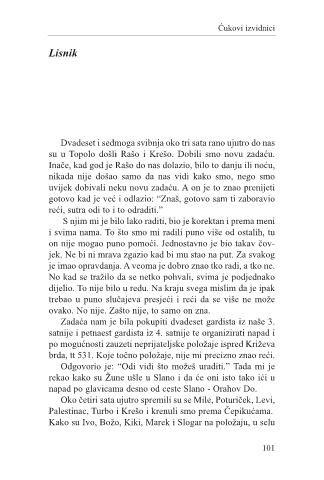 Ćukovi izvidnici
Lisnik
Dvadeset i sedmoga svibnja oko tri sata rano ujutro do nas
su u Topolo došli Rašo i Krešo. Dobili smo novu zadaću.
Inače, kad god je Rašo do nas dolazio, bilo to danju ili noću,
nikada nije došao samo da nas vidi kako smo, nego smo
uvijek dobivali neku novu zadaću. A on je to znao prenijeti
gotovo kad je već i odlazio: “Znaš, gotovo sam ti zaboravio
reći, sutra odi to i to odraditi.”
S njim mi je bilo lako raditi, bio je korektan i prema meni
i svima nama. To što smo mi radili puno više od ostalih, tu
on nije mogao puno pomoći. Jednostavno je bio takav čov-
jek. Ne bi ni mrava zgazio kad bi mu stao na put. Za svakog
je imao opravdanja. A veoma je dobro znao tko radi, a tko ne.
No kad se tražilo da se netko pohvali, svima je podjednako
dijelio. To nije bilo u redu. Na kraju svega mislim da je ipak
trebao u puno slučajeva presjeći i reći da se više ne može
ovako. No nije. Zašto nije, to samo on zna.
Zadaća nam je bila pokupiti dvadeset gardista iz naše 3.
satnije i petnaest gardista iz 4. satnije te organizirati napad i
po mogućnosti zauzeti neprijateljske položaje ispred Križeva
brda, tt 531. Koje točno položaje, nije mi precizno znao reći.
Odgovorio je: “Odi vidi što možeš uraditi.” Tada mi je
rekao kako su Žune ušle u Slano i da će oni isto tako ići u
napad po glavicama desno od ceste Slano - Orahov Do.
Oko četiri sata ujutro spremili su se Mile, Poturiček, Levi,
Palestinac, Turbo i Krešo i krenuli smo prema Čepikućama.
Kako su Ivo, Božo, Kiki, Marek i Slogar na položaju, u selu
101